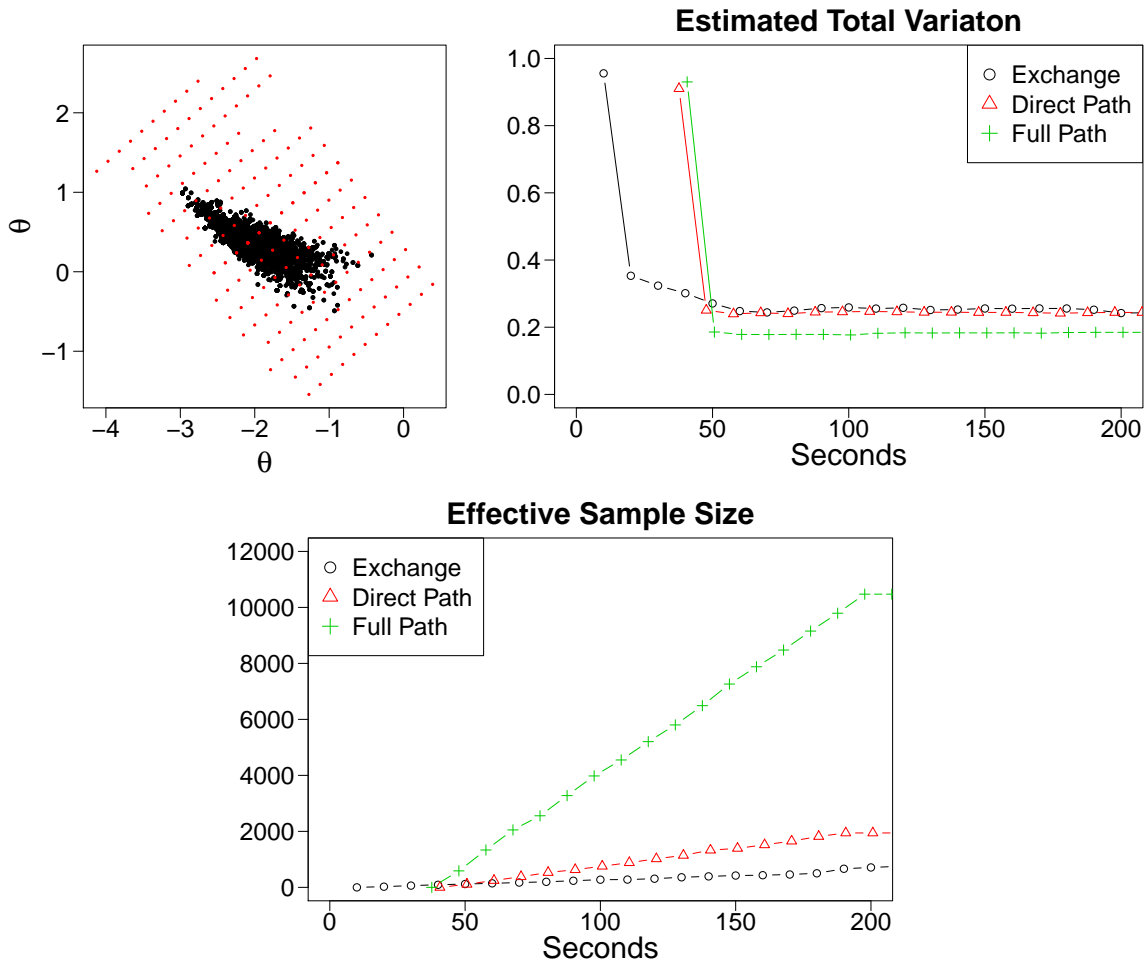 Estimated Total Variaton
2
1
0
−1
θ
−4 −3 −2 −1 0
θ
1.0
0.8
0.6
0.4
0.2
0.0
Exchange
Direct Path
Full Path
0 50 100 150 200
Seconds
Effective Sample Size
12000
10000
8000
6000
4000
2000
0
Exchange
Direct Path
Full Path
0 50 100 150 200
Seconds